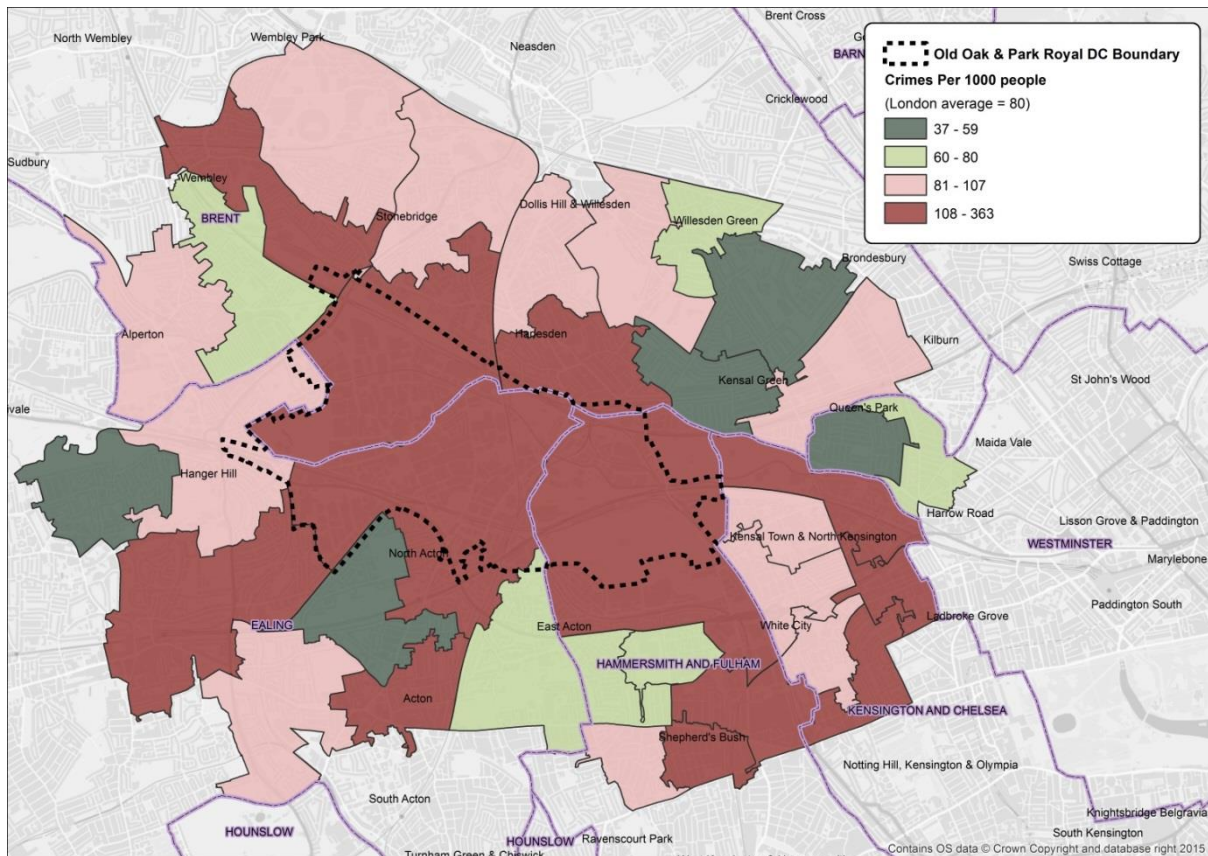 North Wembley
Wembley Park
Neasden
Brent Cross
BARN
Cricklewood
Old Oak & Park Royal DC Boundary
Crimes Per 1000 people
(London average = 80)
37 - 59
60 - 80
81 - 107
108 - 363
Sudbury
Wembley
BRENT
Stonebridge
Dollis Hill & Willesden
Willesden Green
Brondesbury
Swiss Cottage
Alperton
Harlesden
Kilburn
Kensal Green
St John's Wood
Queen's Park
Maida Vale
Hanger Hill
Harrow Road
Lisson Grove & Paddington
WESTMINSTER
Marylebone
North Acton
Kensal Town & North Kensington
Paddington South
EALING
East Acton
White City
Ladbroke Grove
HAMMERSMITH AND FULHAM
Acton
KENSINGTON AND CHELSEA
Shepherd's Bush
Notting Hill, Kensington & Olympia
South Acton
Knightsbridge Belgravia
HOUNSLOW
HOUNSLOW
Ravenscourt Park
South Kensington
Turnham Green & Chiswick
Contains OS data © Crown Copyright and database right 2015